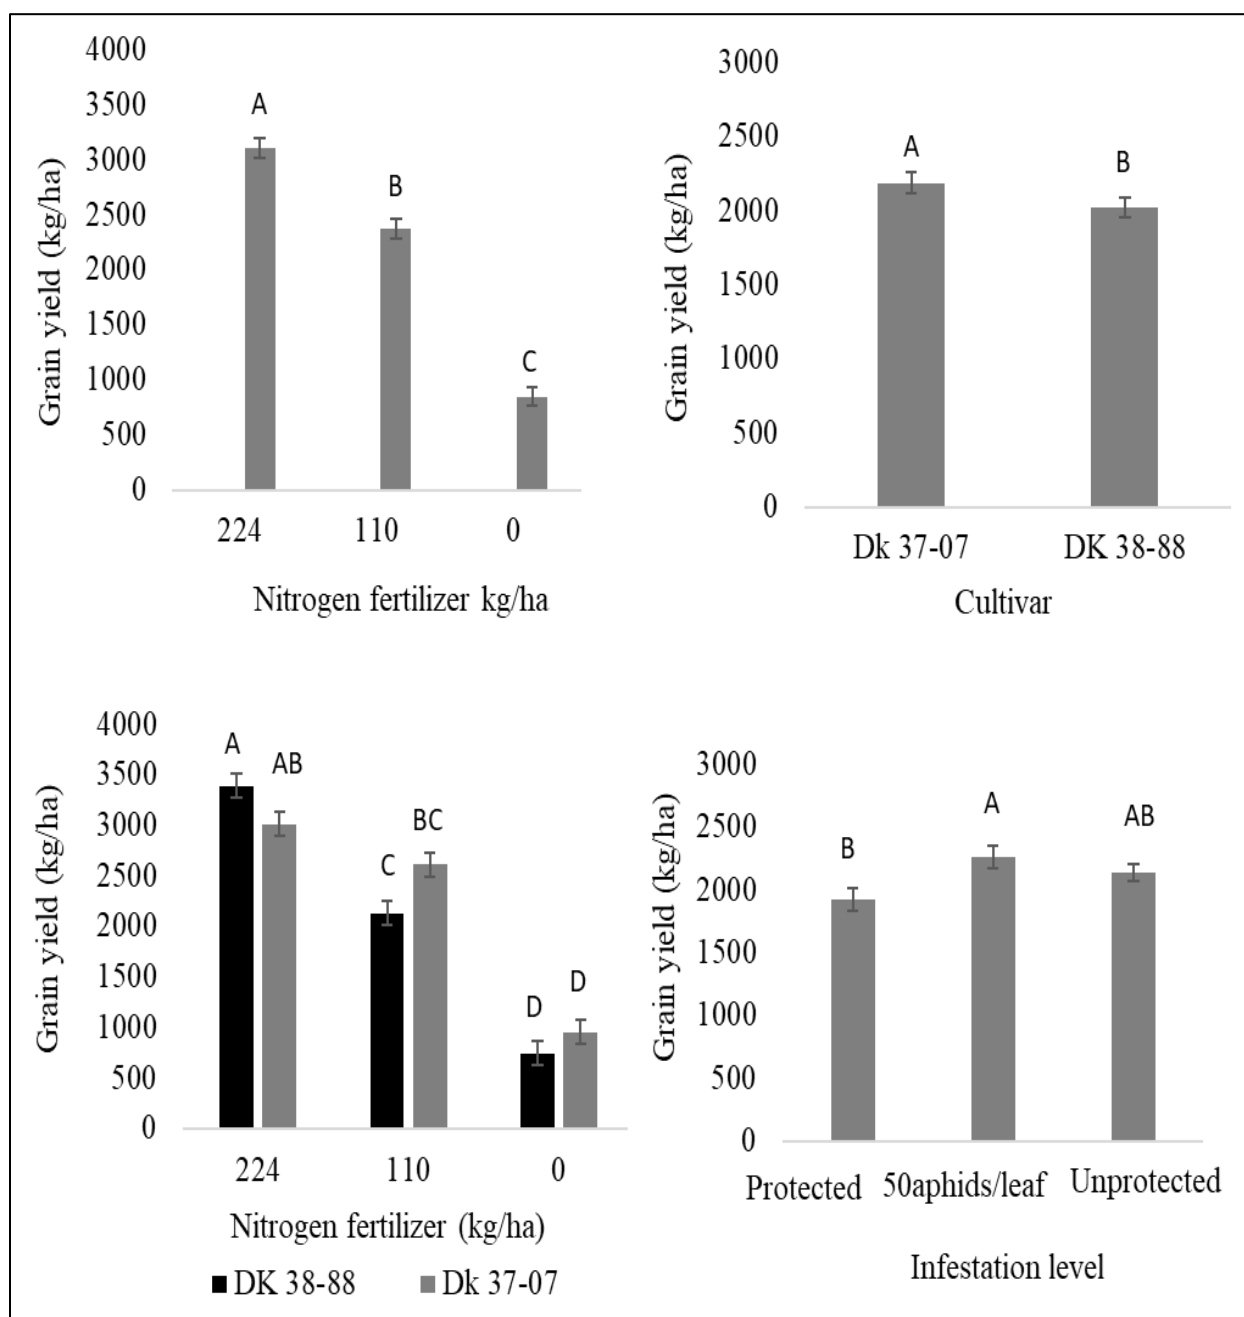 4000
3500
3000
2500
2000
1500
1000
500
0
Grain yield (kg/ha)
A
B
C
224 110 0
Nitrogen fertilizer kg/ha
3000
2500
2000
1500
1000
500
0
Grain yield (kg/ha)
A
B
Dk 37-07 DK 38-88
Cultivar
4000
3500
3000
2500
2000
1500
1000
500
0
Grain yield (kg/ha)
A
AB
C
BC
D
D
224 110 0
Nitrogen fertilizer (kg/ha)
DK 38-88 Dk 37-07
3000
2500
2000
1500
1000
500
0
Grain yield (kg/ha)
B
A
AB
Protected 50aphids/leaf Unprotected
Infestation level